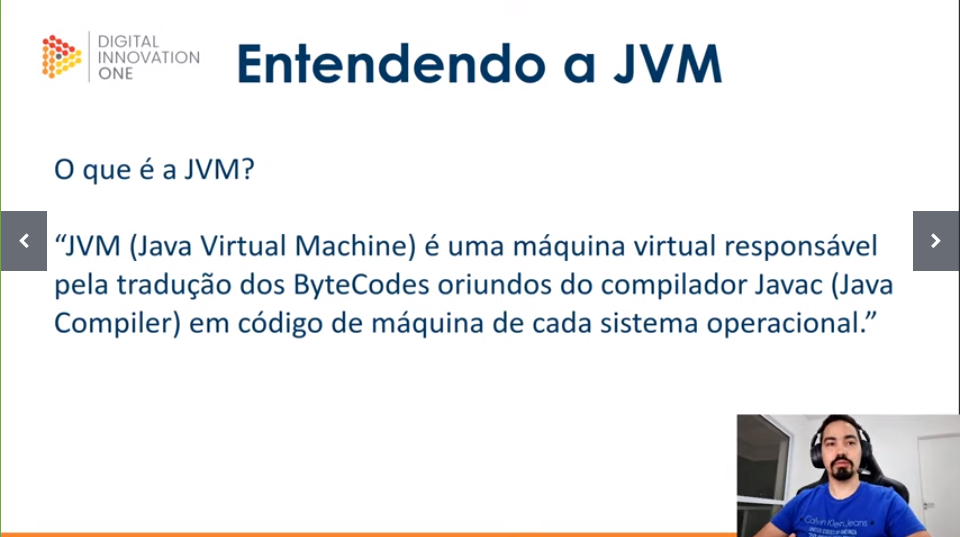 DIGITAL
INNOVATION
ONE
Entendendo a JVM
O que é a JVM?
“JVM (Java Virtual Machine) é uma máquina virtual responsável
pela tradução dos ByteCodes oriundos do compilador Javac (Java
Compiler) em código de máquina de cada sistema operacional.”
Calvin Klein Jeans